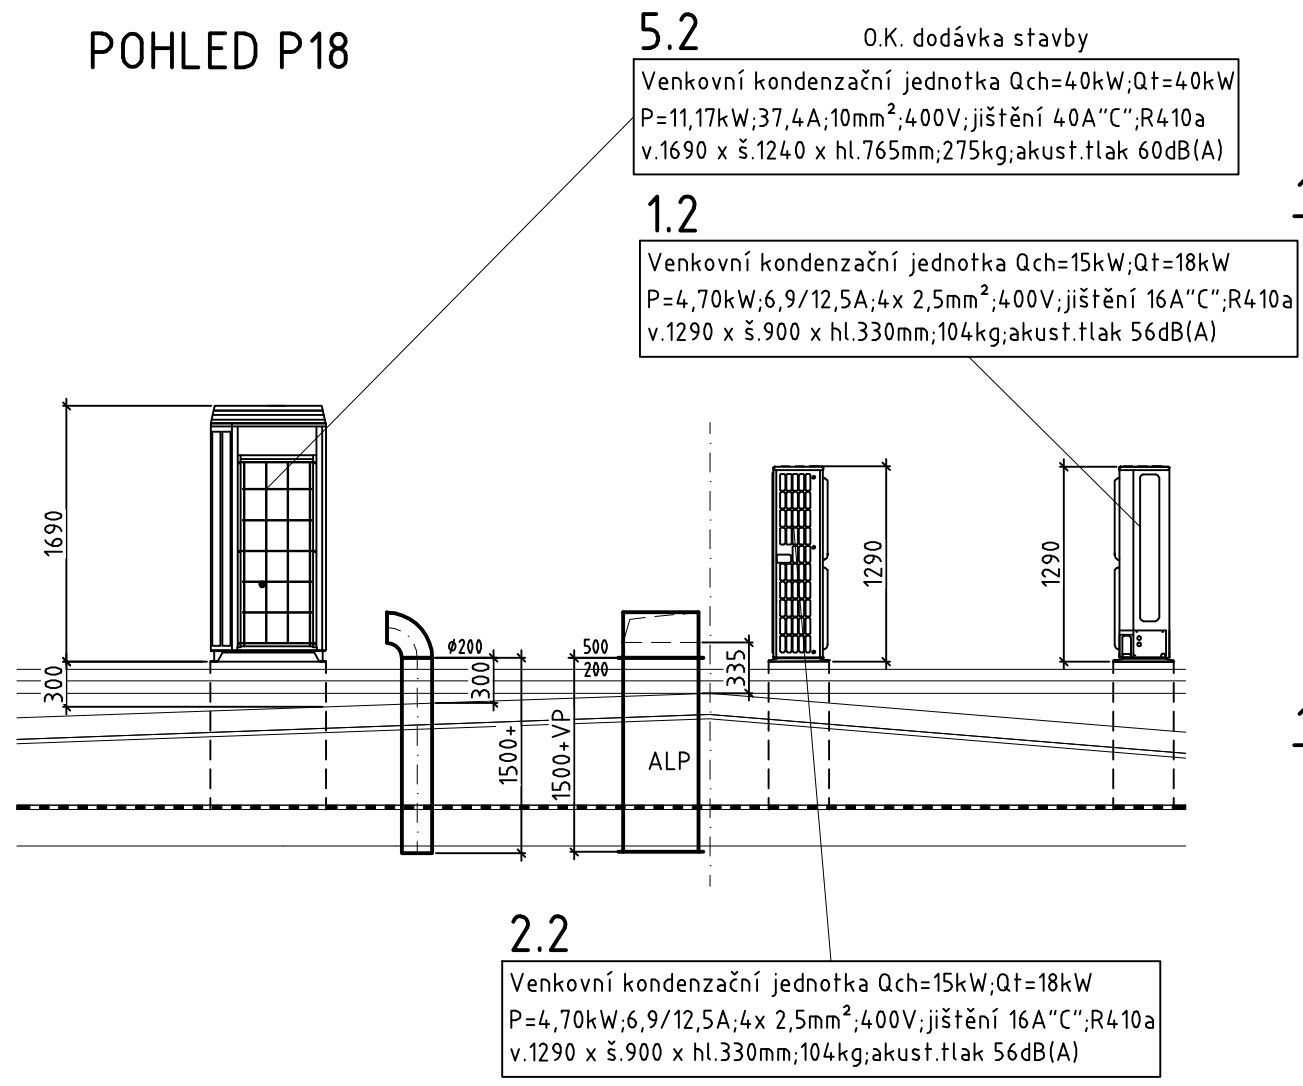 POHLED P18
5.2
O.K. dodávka stavby
Venkovní kondenzační jednotka Qch=40kW;Qt=40kW
P=11,17kW;37,4A;10mm²;400V;jištění 40A"C";R410a
v.1690 x š.1240 x hl.765mm;275kg;akust.tlak 60dB(A)
1.2
Venkovní kondenzační jednotka Qch=15kW;Qt=18kW
P=4,70kW;6,9/12,5A;4x 2,5mm²;400V;jištění 16A"C";R410a
v.1290 x š.900 x hl.330mm;104kg;akust.tlak 56dB(A)
1690
1290
1290
300
ø200
300
500
200
335
1500+
1500+VP
ALP
2.2
Venkovní kondenzační jednotka Qch=15kW;Qt=18kW
P=4,70kW;6,9/12,5A;4x 2,5mm²;400V;jištění 16A"C";R410a
v.1290 x š.900 x hl.330mm;104kg;akust.tlak 56dB(A)